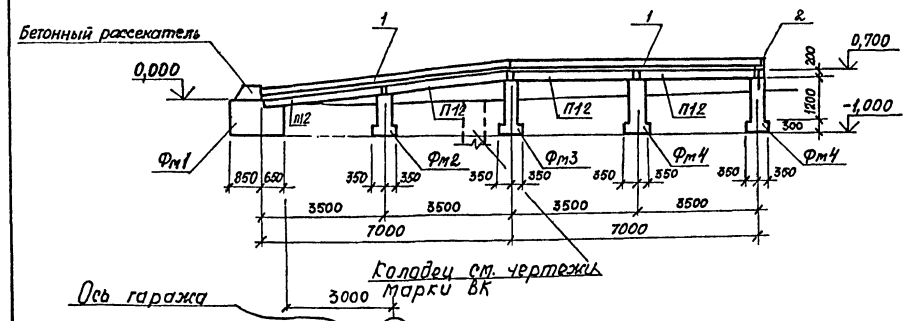 Бетонный рассекатель
1
1
2
0,000
0,700
200
1200
300
-1,000
П12
П12
П12
П12
Фм1
Фм2
Фм3
Фм4
Фм4
850
650
350
350
350
350
350
350
350
350
3500
3500
3500
3500
7000
7000
Колодец см. чертежи
марки ВК
Ось гаража
3000